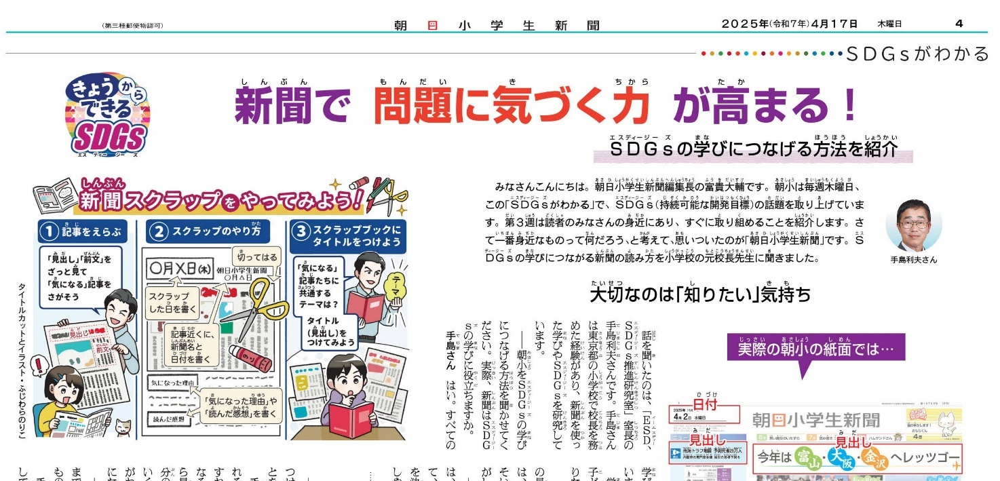 (第三種郵便物認可)
朝日小学生新聞
2025年(令和7年)4月17日 木曜日
4
SDGsがわかる
きょうから
できる
SDGs
エスディージーズ
新聞で 問題に気づく力 が高まる!
SDGsの学びにつなげる方法を紹介
新聞スクラップをやってみよう!
①記事をえらぶ
「見出し」「前文」を
ざっと見て
「気になる」記事を
さがそう
見出し
前文
②スクラップのやり方
切ってはる
〇月X日(木)
朝日小学生新聞
〇月△日
スクラップ
した日を書く
記事近くに、
新聞名と
日付を書く
のり
気になった理由
「気になった理由」や
「読んだ感想」を書く
読んだ感想
③スクラップブックに
タイトルをつけよう
「気になる」
記事たちに
共通する
テーマは?
テーマ
タイトル
(見出し)を
つけてみよう
タイトルカットとイラスト・ふじわらのりこ
みなさんこんにちは。朝日小学生新聞編集長の富貴大輔です。朝小は毎週木曜日、
この「SDGsがわかる」で、SDGs(持続可能な開発目標)の話題を取り上げていま
す。第3週は読者のみなさんの身近にあり、すぐに取り組めることを紹介します。さ
て一番身近なものって何だろう、と考えて、思いついたのが「朝日小学生新聞」です。S
DGsの学びにつながる新聞の読み方を小学校の元校長先生に聞きました。
手島利夫さん
大切なのは「知りたい」気持ち
話を聞いたのは、「ESD、
SDGs推進研究室」室長の
手島利夫さんです。手島さん
は東京都の小学校で校長を務
めた経験があり、新聞を使っ
た学びやSDGsを研究して
います。
――朝小をSDGsの学び
につなげる方法を聞かせてく
ださい。実際、新聞はSDG
sの学びに役立ちますか。
手島さん はい。すべての
実際の朝小の紙面では…
日付
2025年
4月2日 水曜日
朝日小学生新聞
見出し
見出し
今年は富山・大阪・金沢へレッツゴー